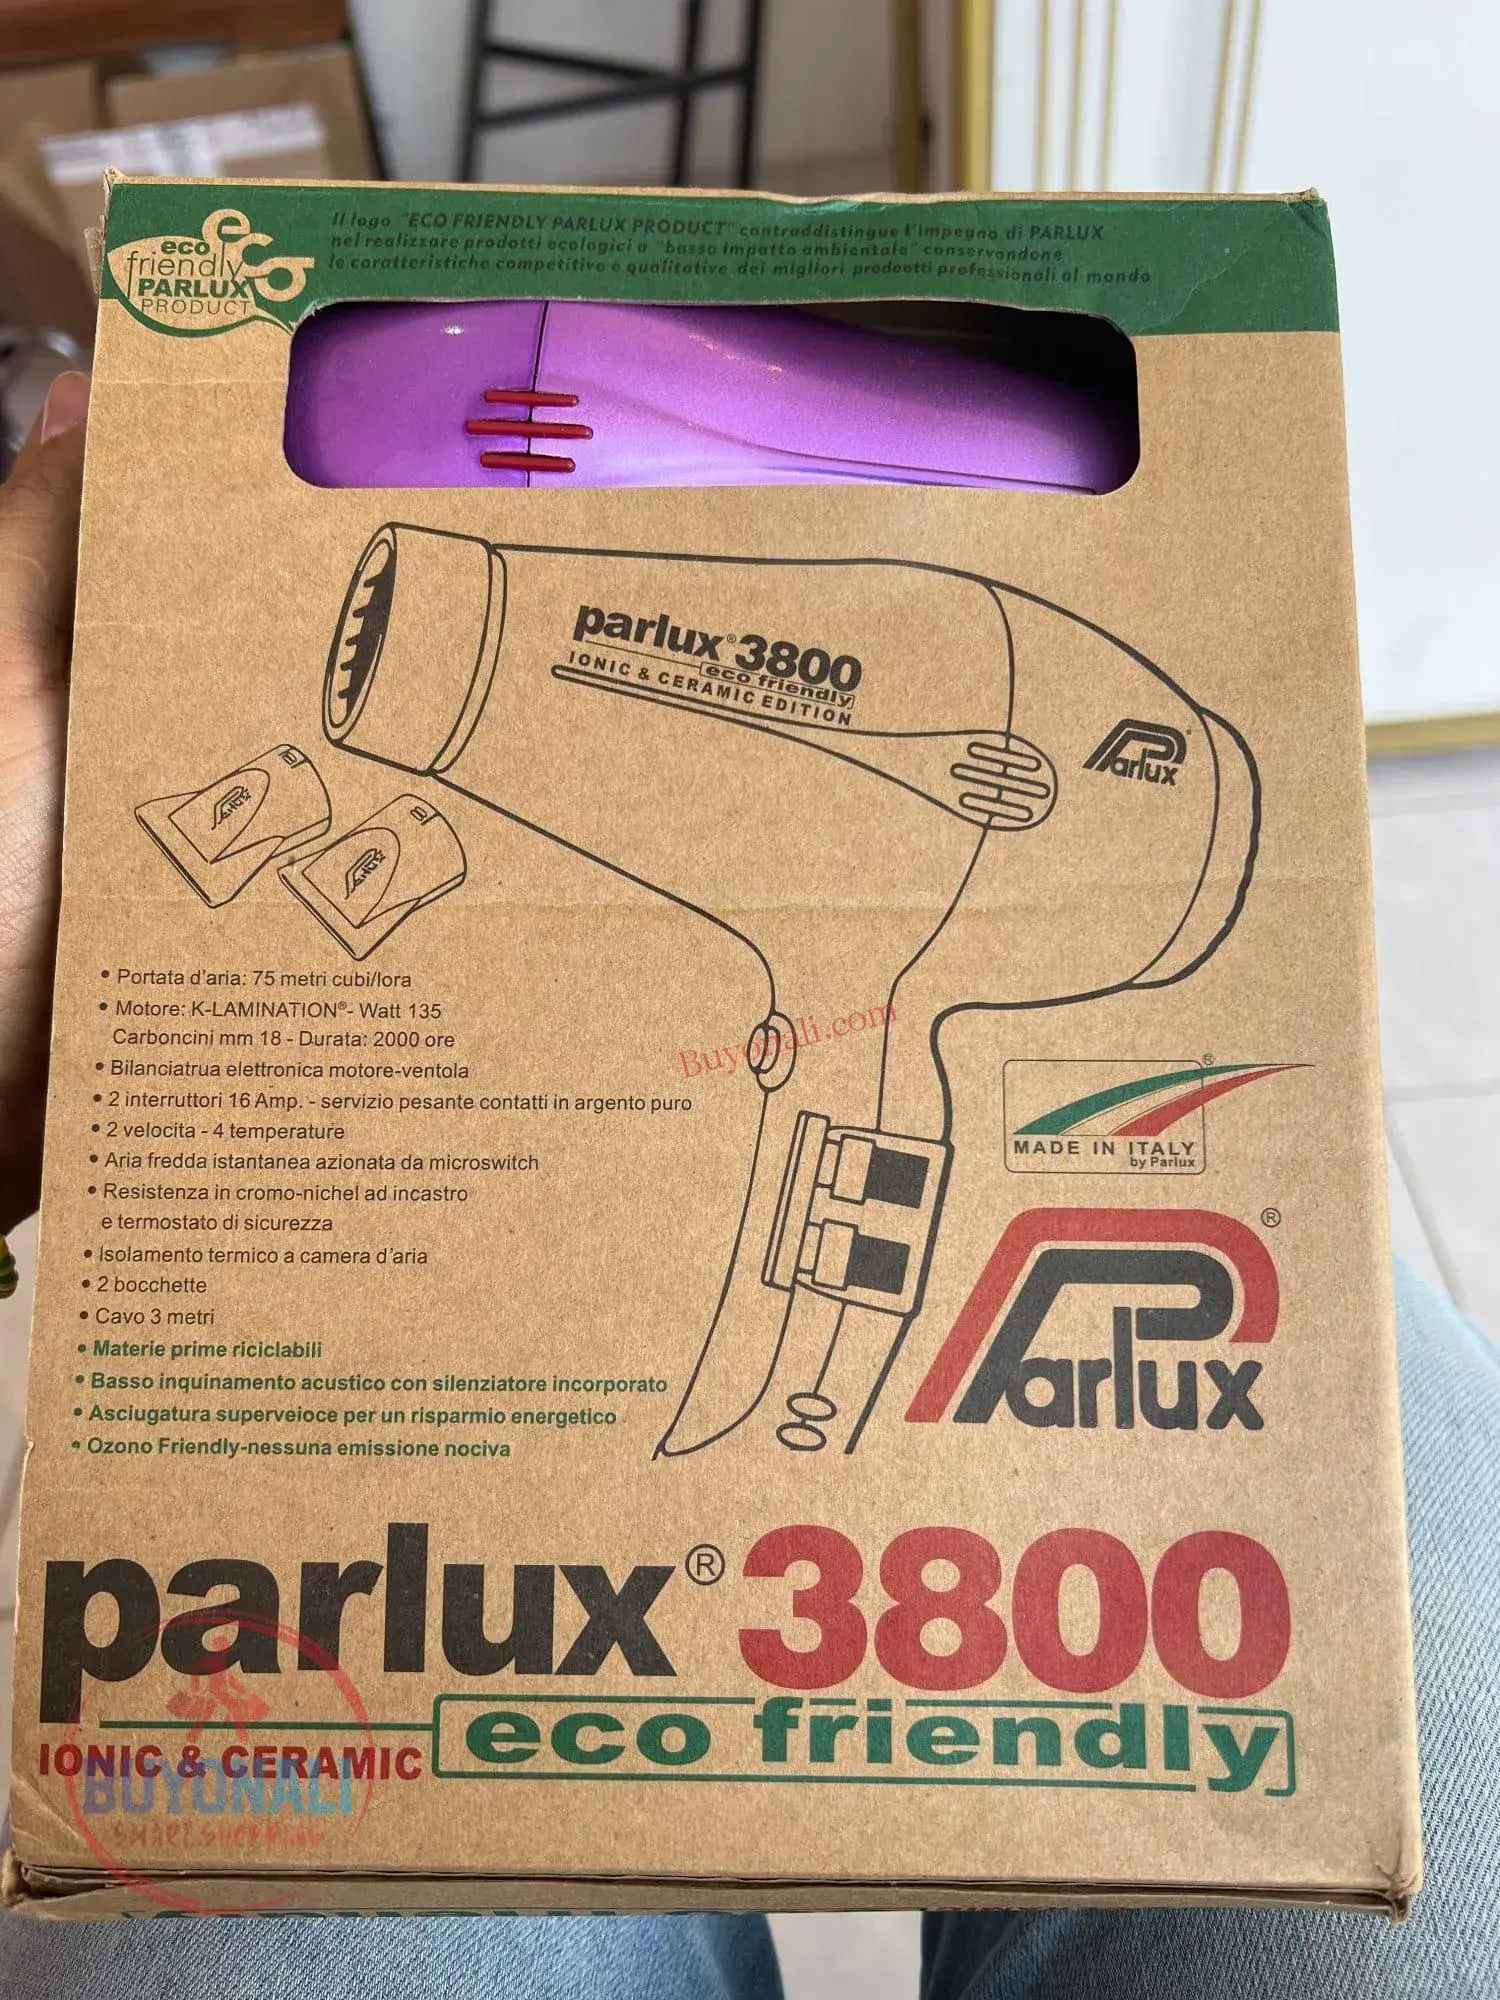 eco
friendly
PARLUX
PRODUCT
Il logo "ECO FRIENDLY PARLUX PRODUCT" contraddistingue l'impegno di PARLUX
nel realizzare prodotti ecologici a "basso impatto ambientale" conservandone
le caratteristiche competitive e qualitative dei migliori prodotti professionali al mondo
parlux® 3800
eco friendly
IONIC & CERAMIC EDITION
Parlux
Parlux
Parlux
• Portata d'aria: 75 metri cubi/lora
• Motore: K-LAMINATION®- Watt 135
Carboncini mm 18 - Durata: 2000 ore
• Bilanciatrua elettronica motore-ventola
• 2 interruttori 16 Amp. - servizio pesante contatti in argento puro
• 2 velocita - 4 temperature
• Aria fredda istantanea azionata da microswitch
• Resistenza in cromo-nichel ad incastro
e termostato di sicurezza
• Isolamento termico a camera d'aria
• 2 bocchette
• Cavo 3 metri
• Materie prime riciclabili
• Basso inquinamento acustico con silenziatore incorporato
• Asciugatura superveioce per un risparmio energetico
• Ozono Friendly-nessuna emissione nociva
Buyonali.com
MADE IN ITALY
by Parlux
®
Parlux
®
parlux® 3800
eco friendly
IONIC & CERAMIC
BUYONALI
SMART SHOPPING